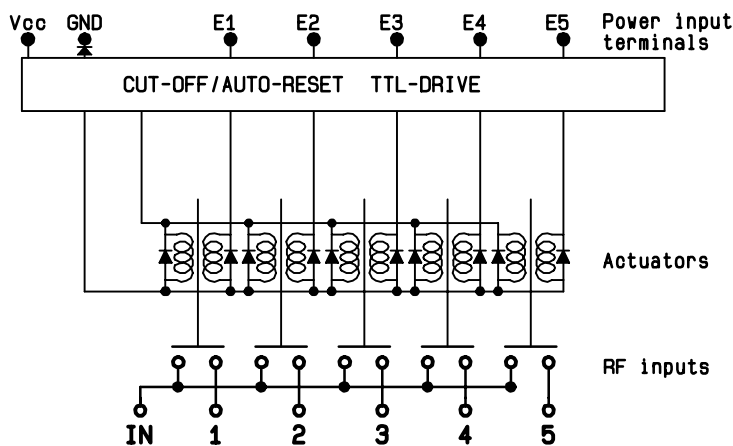 Vcc GND E1 E2 E3 E4 E5 Power input
terminals
CUT-OFF/AUTO-RESET TTL-DRIVE
Actuators
RF inputs
IN 1 2 3 4 5